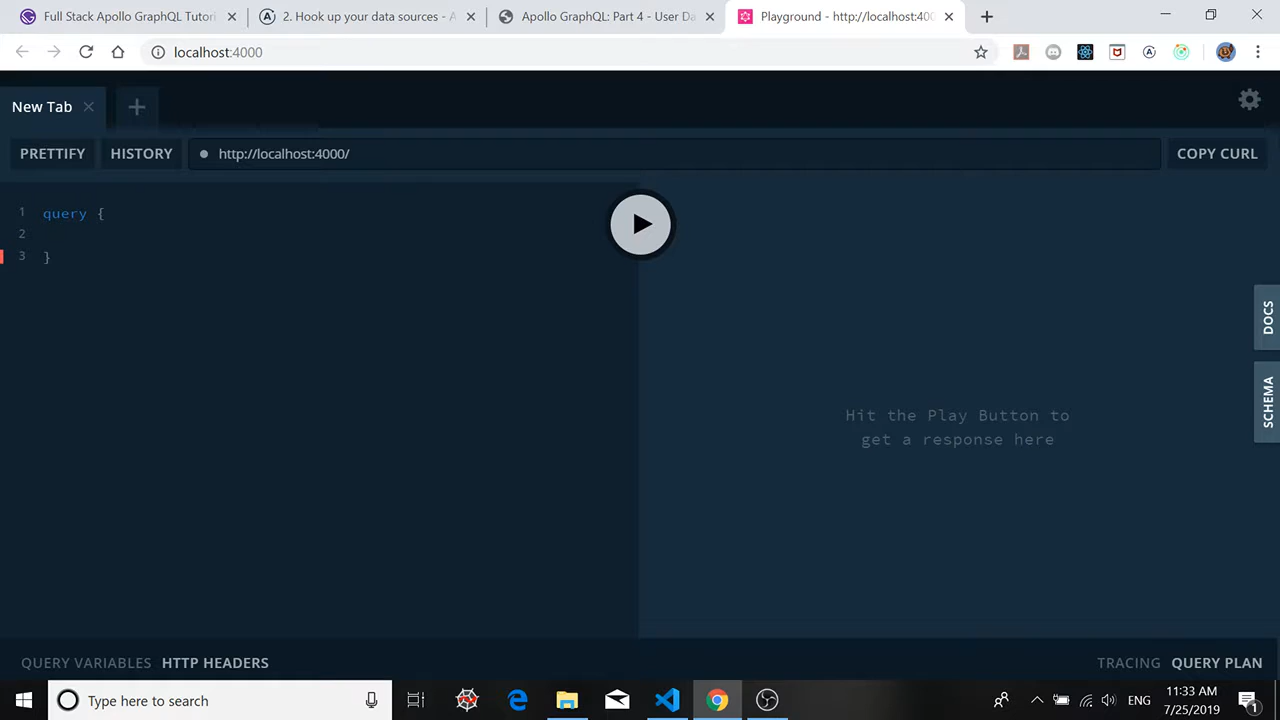 Full Stack Apollo GraphQL Tutori
2. Hook up your data sources - A
Apollo GraphQL: Part 4 - User Da
Playground - http://localhost:400
localhost:4000
New Tab
PRETTIFY
HISTORY
http://localhost:4000/
COPY CURL
1 query {
2
3 }
Hit the Play Button to
get a response here
DOCS
SCHEMA
QUERY VARIABLES
HTTP HEADERS
TRACING
QUERY PLAN
Type here to search
ENG
11:33 AM
7/25/2019
1